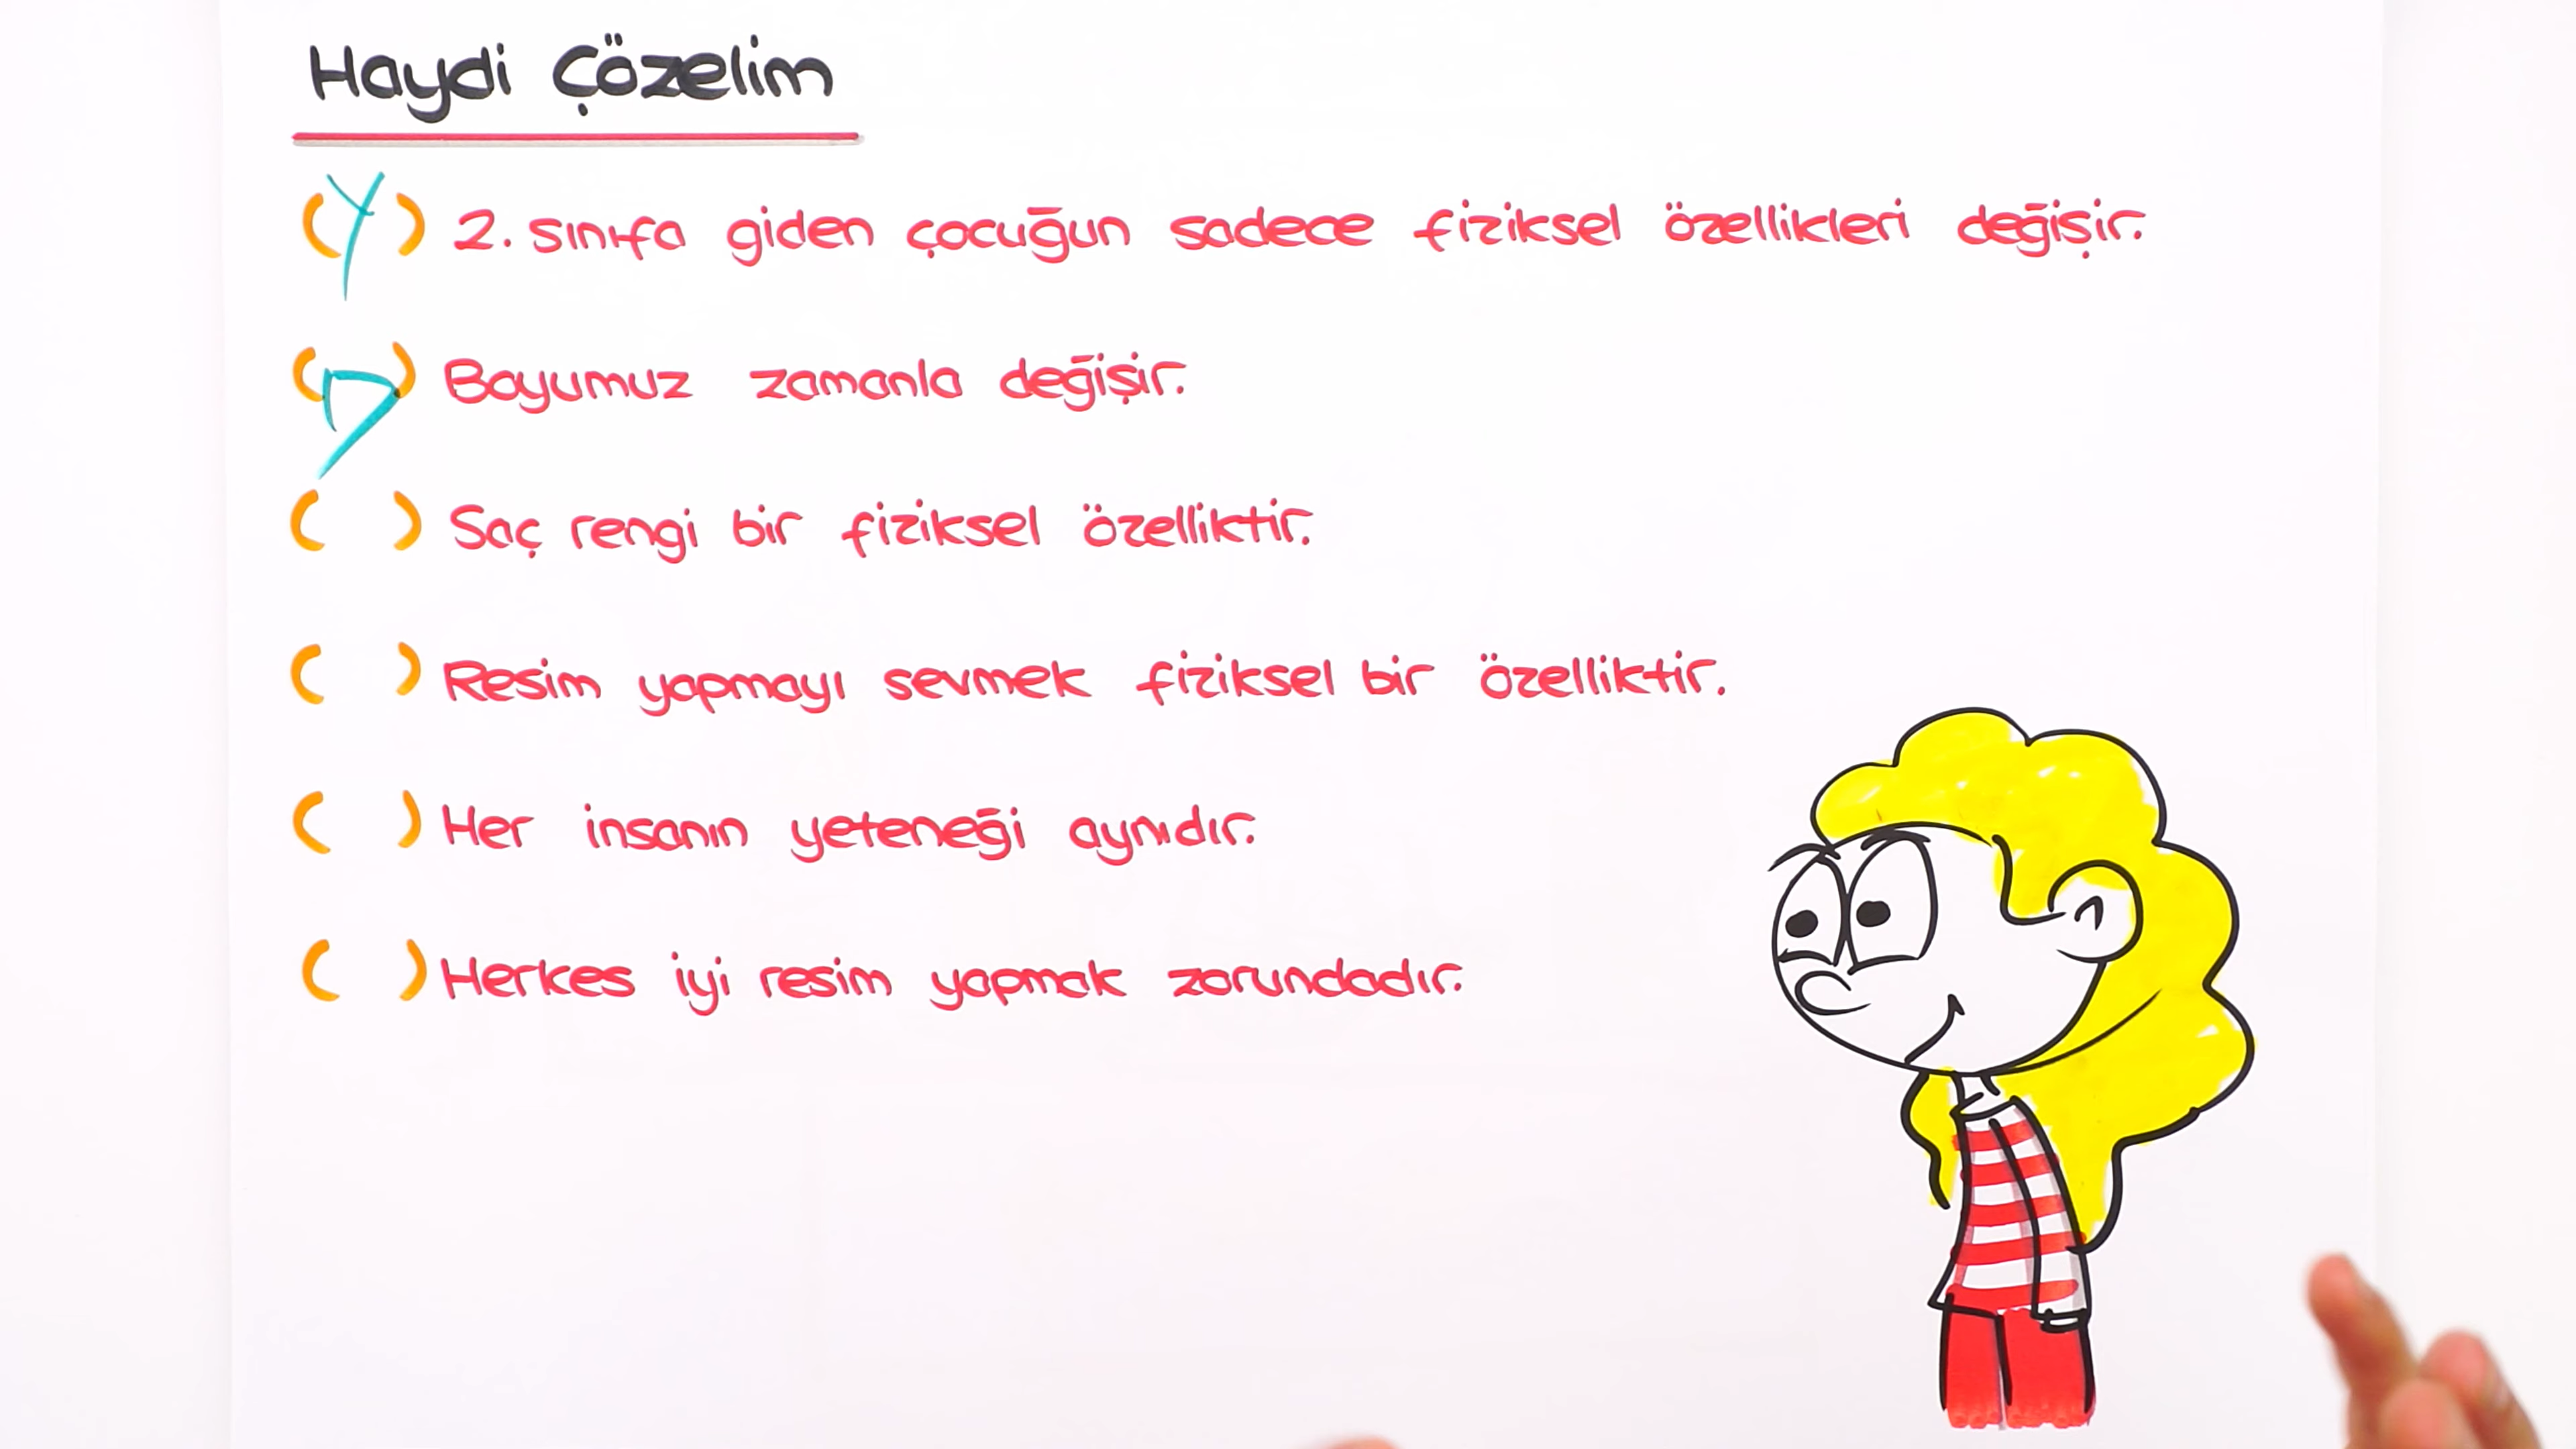 Haydi Çözelim
(Y) 2. sınıfa giden çocuğun sadece fiziksel özellikleri değişir.
(D) Boyumuz zamanla değişir.
( ) Saç rengi bir fiziksel özelliktir.
( ) Resim yapmayı sevmek fiziksel bir özelliktir.
( ) Her insanın yeteneği aynıdır.
( ) Herkes iyi resim yapmak zorundadır.